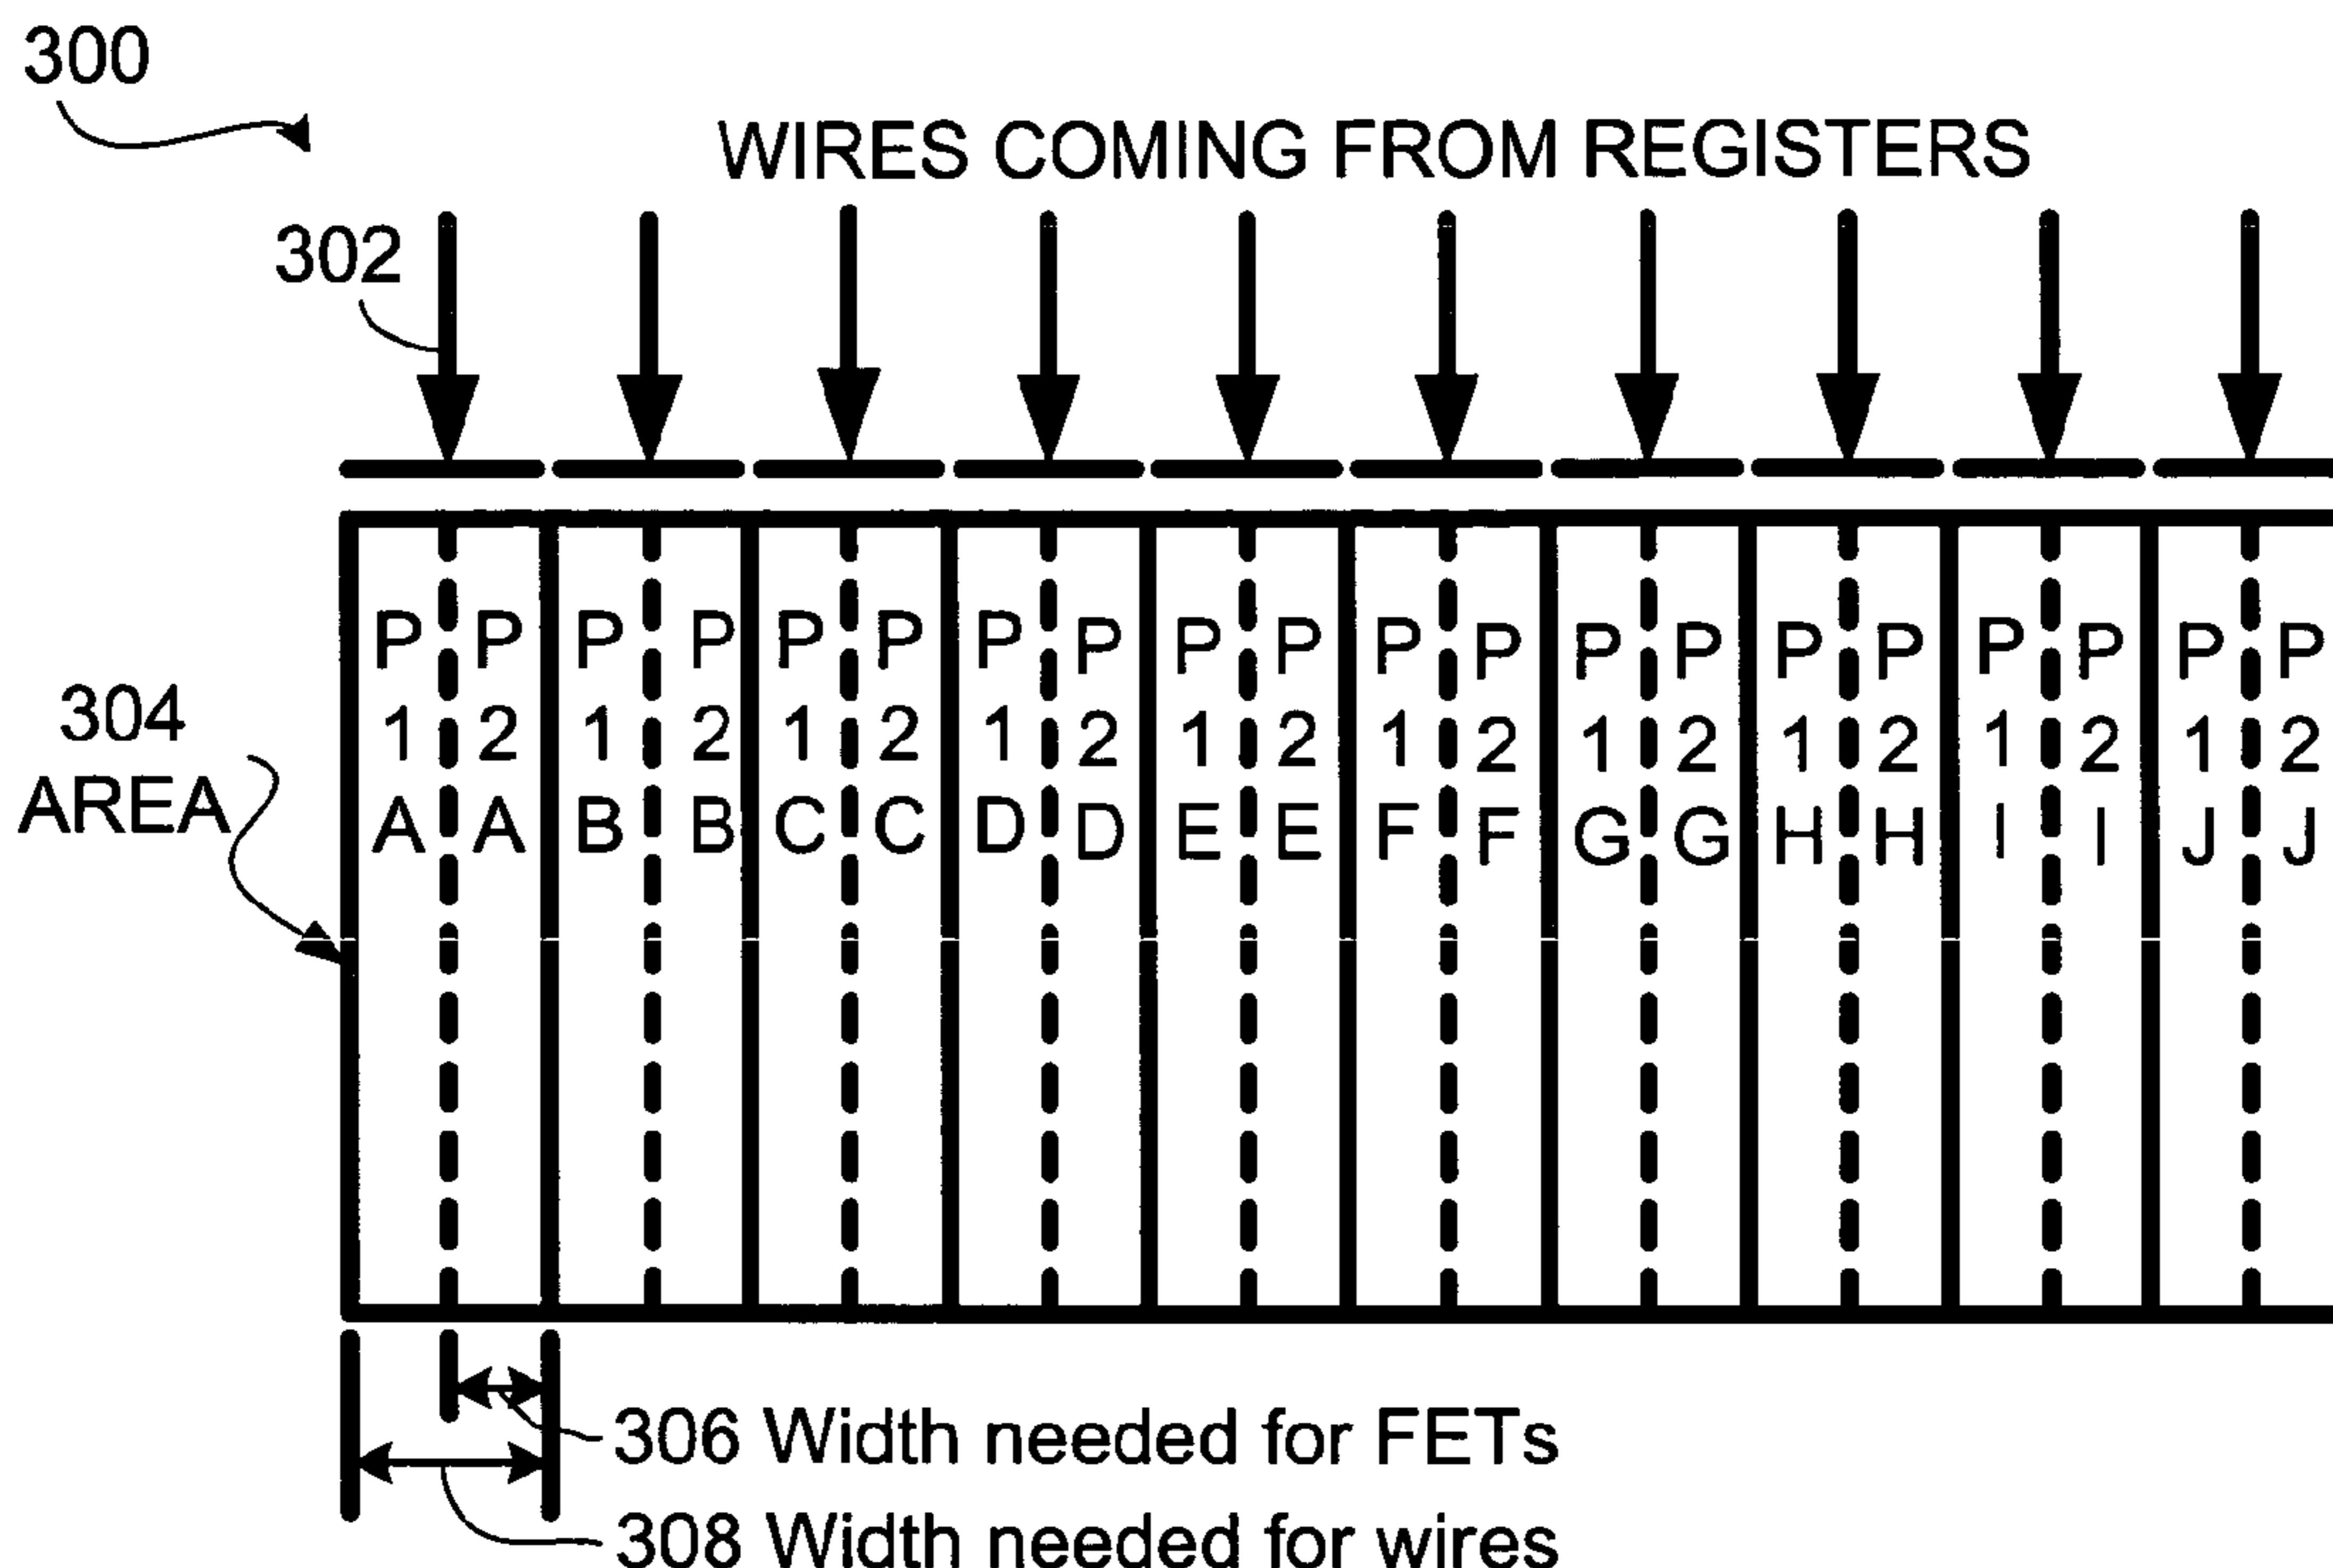 300
WIRES COMING FROM REGISTERS
302
P P P P P P P P P P P P P P P P P P P P
304
1 2 1 2 1 2 1 2 1 2 1 2 1 2 1 2 1 2 1 2
AREA
A A B B C C D D E E F F G G H H I I J J
306 Width needed for FETs
308 Width needed for wires